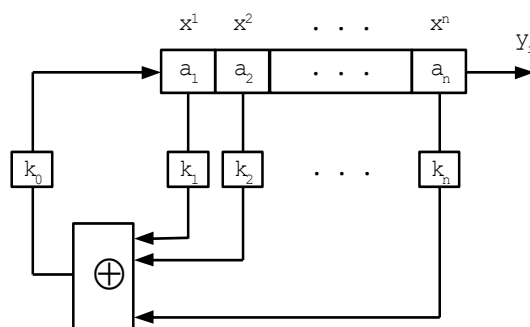 x¹ x² . . . xⁿ
a₁ a₂ . . . aₙ yᵢ
k₀ k₁ k₂ . . . kₙ
⊕